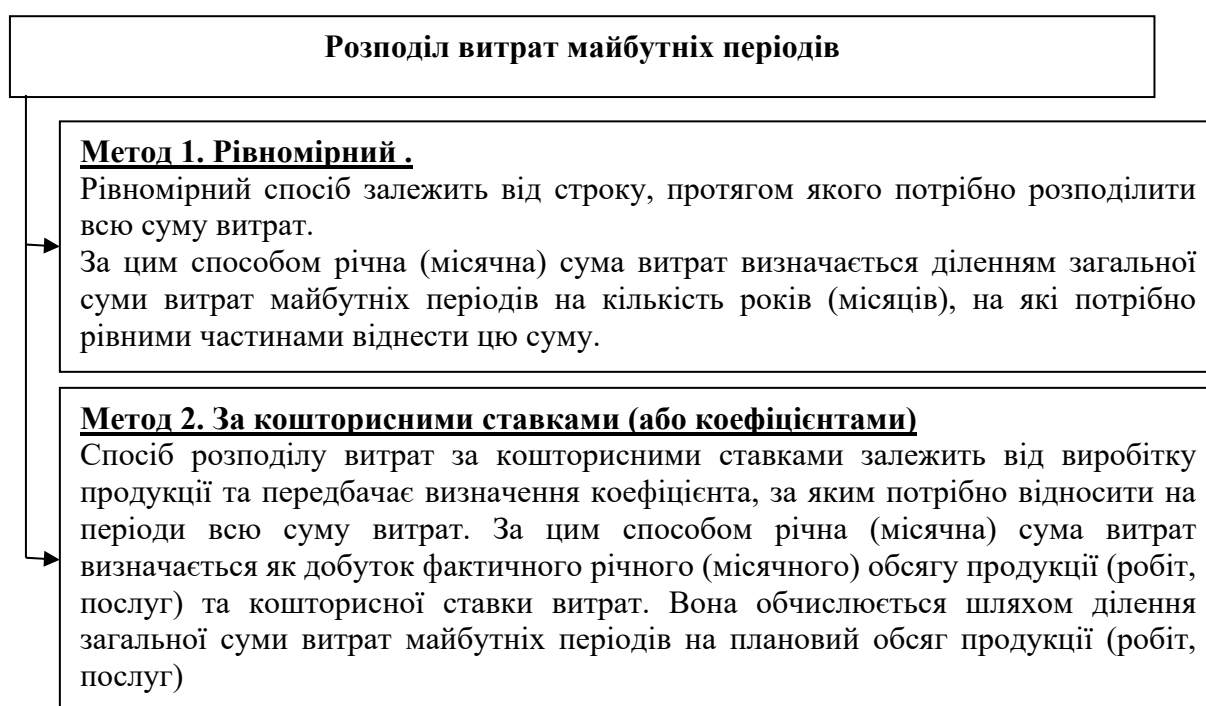 Розподіл витрат майбутніх періодів
Метод 1. Рівномірний .
Рівномірний спосіб залежить від строку, протягом якого потрібно розподілити
всю суму витрат.
За цим способом річна (місячна) сума витрат визначається діленням загальної
суми витрат майбутніх періодів на кількість років (місяців), на які потрібно
рівними частинами віднести цю суму.
Метод 2. За кошторисними ставками (або коефіцієнтами)
Спосіб розподілу витрат за кошторисними ставками залежить від виробітку
продукції та передбачає визначення коефіцієнта, за яким потрібно відносити на
періоди всю суму витрат. За цим способом річна (місячна) сума витрат
визначається як добуток фактичного річного (місячного) обсягу продукції (робіт,
послуг) та кошторисної ставки витрат. Вона обчислюється шляхом ділення
загальної суми витрат майбутніх періодів на плановий обсяг продукції (робіт,
послуг)